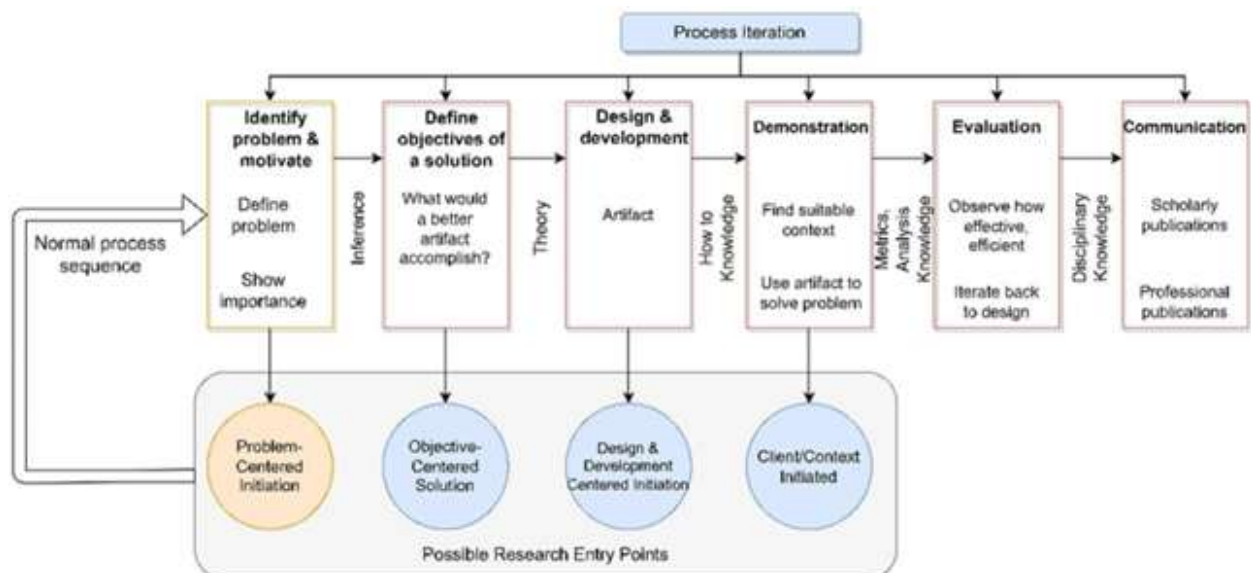 Process Iteration
Identify
problem &
motivate
Define
problem
Show
importance
Inference
Define
objectives of
a solution
What would
a better
artifact
accomplish?
Theory
Design &
development
Artifact
How to
Knowledge
Demonstration
Find suitable
context
Use artifact to
solve problem
Metrics,
Analysis
Knowledge
Evaluation
Observe how
effective,
efficient
Iterate back
to design
Disciplinary
Knowledge
Communication
Scholarly
publications
Professional
publications
Normal process
sequence
Problem-
Centered
Initiation
Objective-
Centered
Solution
Design &
Development
Centered Initiation
Client/Context
Initiated
Possible Research Entry Points